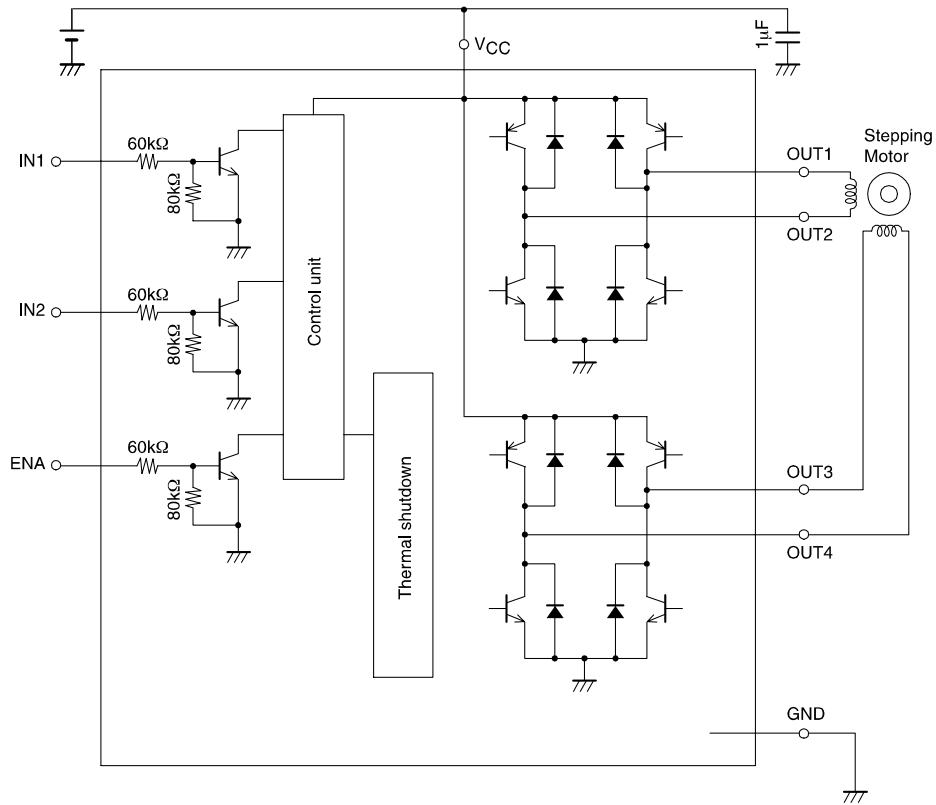 1μF
VCC
60kΩ
IN1
80kΩ
Stepping
Motor
OUT1
OUT2
60kΩ
IN2
80kΩ
Control unit
60kΩ
ENA
80kΩ
Thermal shutdown
OUT3
OUT4
GND